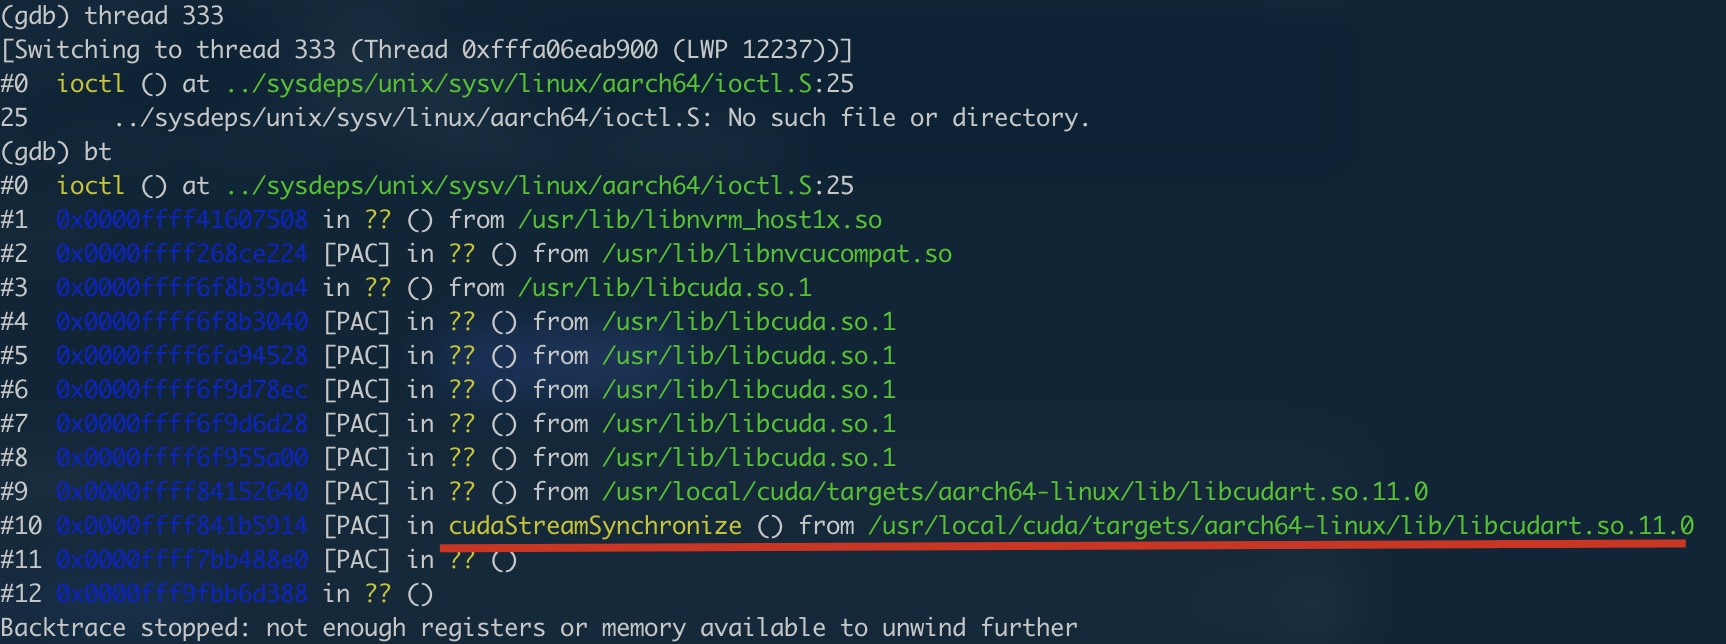 (gdb) thread 333
[Switching to thread 333 (Thread 0xfffa06eab900 (LWP 12237))]
#0  ioctl () at ../sysdeps/unix/sysv/linux/aarch64/ioctl.S:25
25      ../sysdeps/unix/sysv/linux/aarch64/ioctl.S: No such file or directory.
(gdb) bt
#0  ioctl () at ../sysdeps/unix/sysv/linux/aarch64/ioctl.S:25
#1  0x0000ffff41607508 in ?? () from /usr/lib/libnvrm_host1x.so
#2  0x0000ffff268ce224 [PAC] in ?? () from /usr/lib/libnvcucompat.so
#3  0x0000ffff6f8b39a4 in ?? () from /usr/lib/libcuda.so.1
#4  0x0000ffff6f8b3040 [PAC] in ?? () from /usr/lib/libcuda.so.1
#5  0x0000ffff6fa94528 [PAC] in ?? () from /usr/lib/libcuda.so.1
#6  0x0000ffff6f9d78ec [PAC] in ?? () from /usr/lib/libcuda.so.1
#7  0x0000ffff6f9d6d28 [PAC] in ?? () from /usr/lib/libcuda.so.1
#8  0x0000ffff6f955a00 [PAC] in ?? () from /usr/lib/libcuda.so.1
#9  0x0000ffff84152640 [PAC] in ?? () from /usr/local/cuda/targets/aarch64-linux/lib/libcudart.so.11.0
#10 0x0000ffff841b5914 [PAC] in cudaStreamSynchronize () from /usr/local/cuda/targets/aarch64-linux/lib/libcudart.so.11.0
#11 0x0000ffff7bb488e0 [PAC] in ?? ()
#12 0x0000fff9fbb6d388 in ?? ()
Backtrace stopped: not enough registers or memory available to unwind further